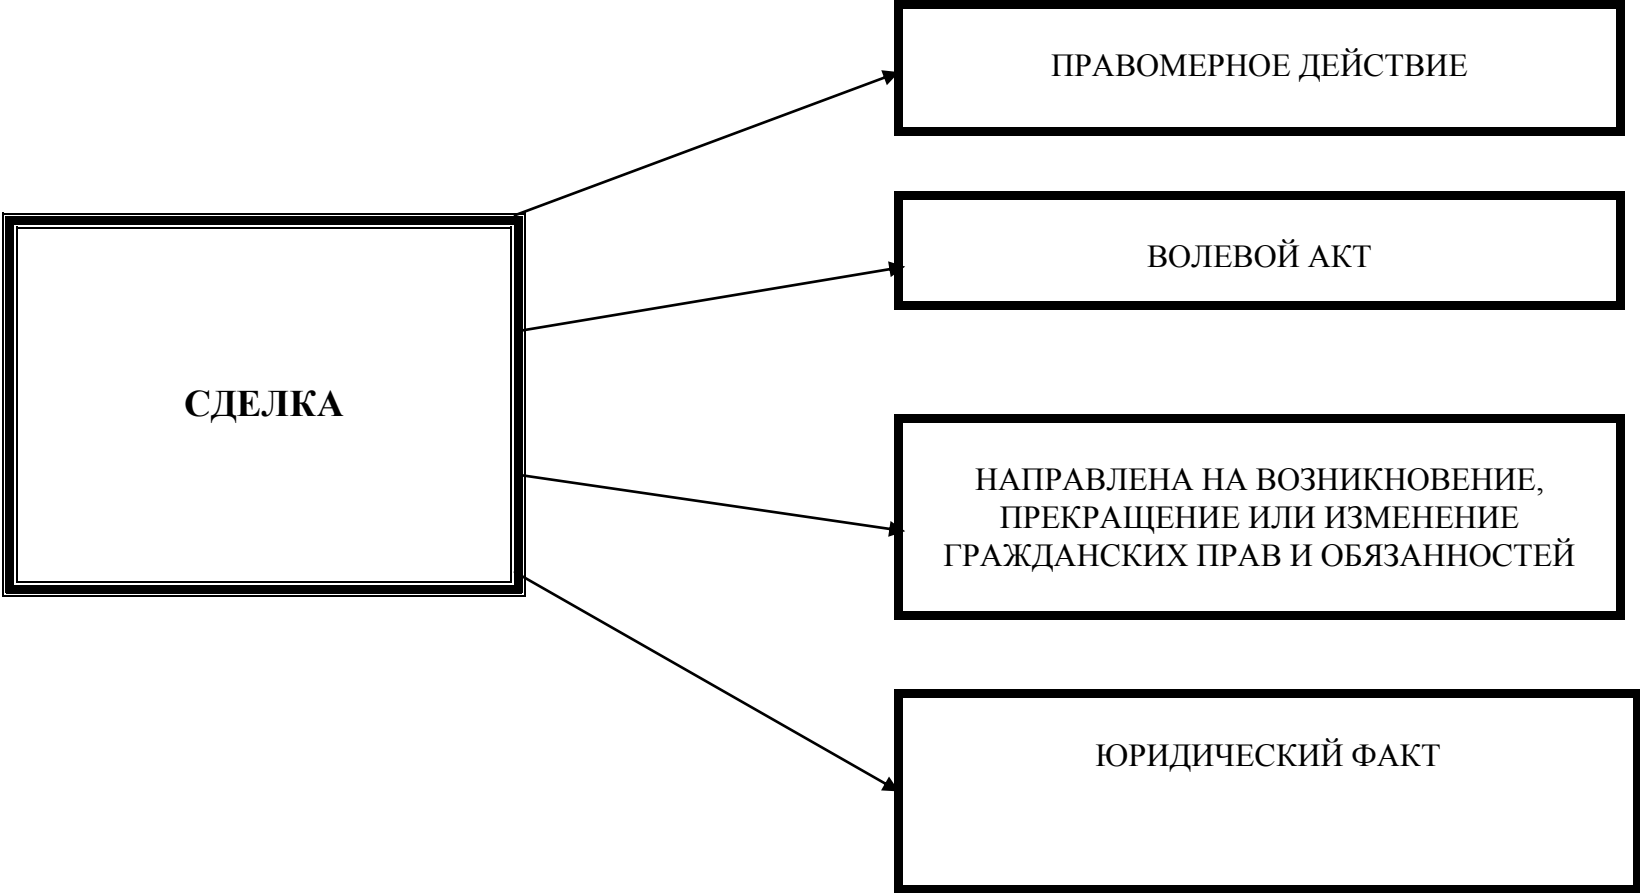 ПРАВОМЕРНОЕ ДЕЙСТВИЕ
ВОЛЕВОЙ АКТ
СДЕЛКА
НАПРАВЛЕНА НА ВОЗНИКНОВЕНИЕ,
ПРЕКРАЩЕНИЕ ИЛИ ИЗМЕНЕНИЕ
ГРАЖДАНСКИХ ПРАВ И ОБЯЗАННОСТЕЙ
ЮРИДИЧЕСКИЙ ФАКТ